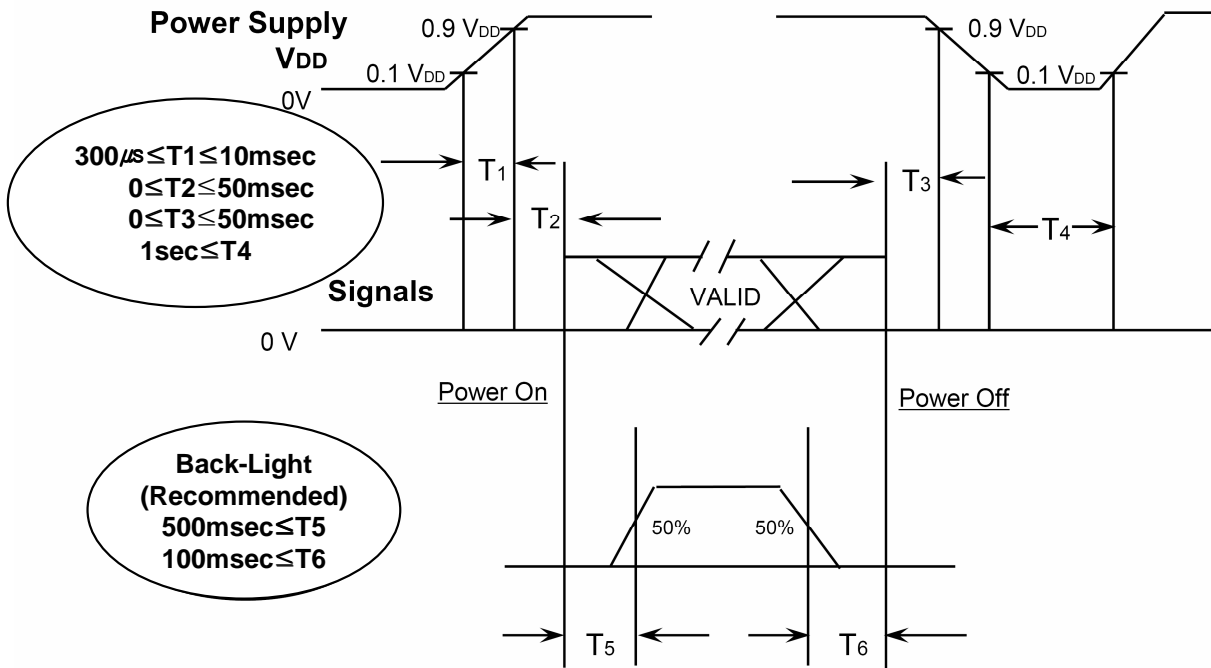 Power Supply
VDD
0.9 VDD
0.9 VDD
0.1 VDD
0.1 VDD
0V
300μs≤T1≤10msec
0≤T2≤50msec
0≤T3≤50msec
1sec≤T4
T1
T2
T3
T4
Signals
VALID
0 V
Power On
Power Off
Back-Light
(Recommended)
500msec≤T5
100msec≤T6
50%
50%
T5
T6